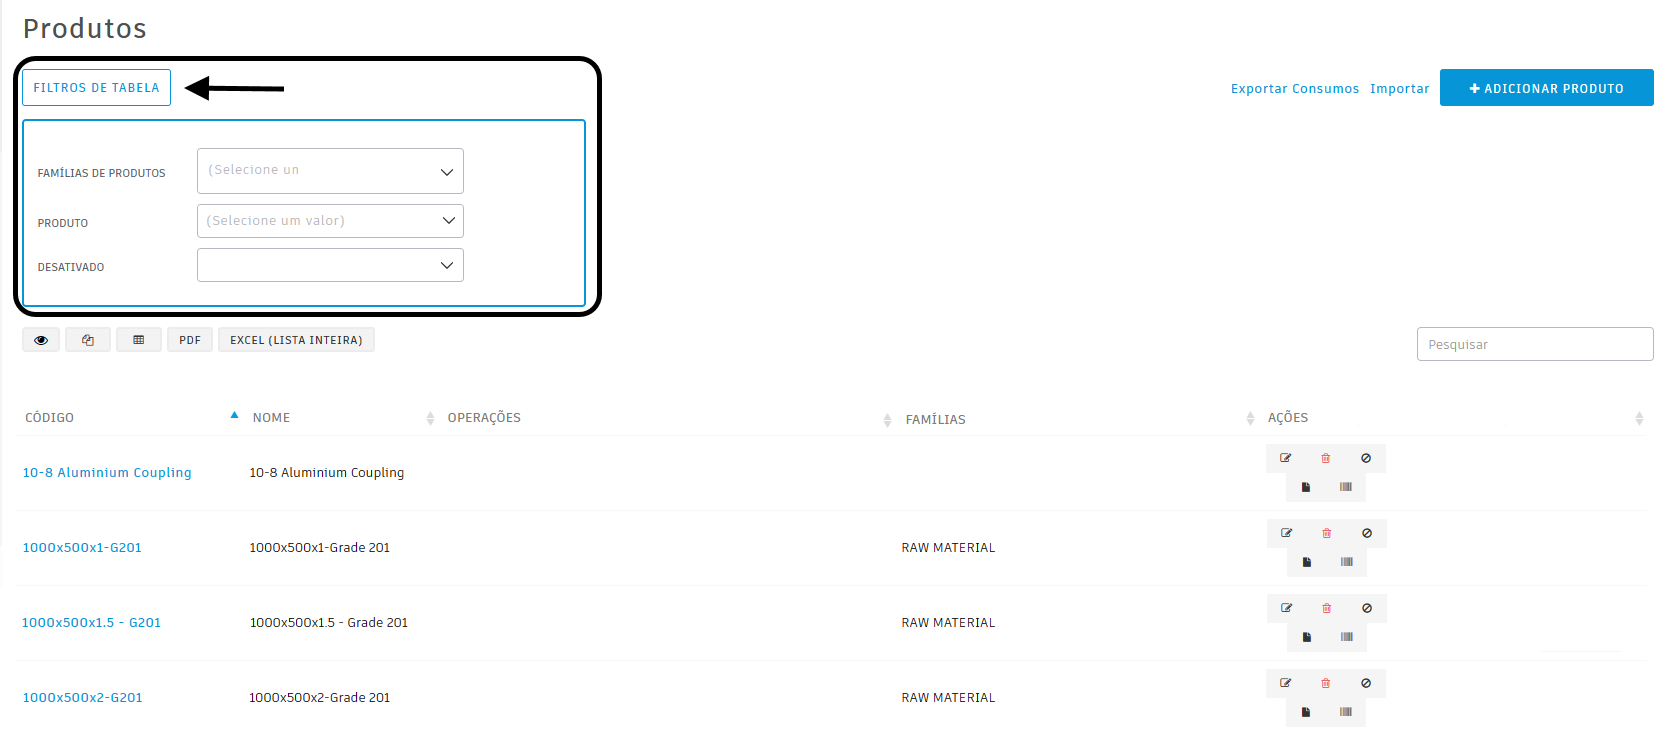 Produtos
FILTROS DE TABELA
Exportar Consumos Importar ADICIONAR PRODUTO
FAMÍLIAS DE PRODUTOS (Selecione un
PRODUTO (Selecione um valor)
DESATIVADO
PDF EXCEL (LISTA INTEIRA) Pesquisar
CÓDIGO NOME OPERAÇÕES FAMÍLIAS AÇÕES
10-8 Aluminium Coupling 10-8 Aluminium Coupling
1000x500x1-G201 1000x500x1-Grade 201 RAW MATERIAL
1000x500x1.5 - G201 1000x500x1.5 - Grade 201 RAW MATERIAL
1000x500x2-G201 1000x500x2-Grade 201 RAW MATERIAL